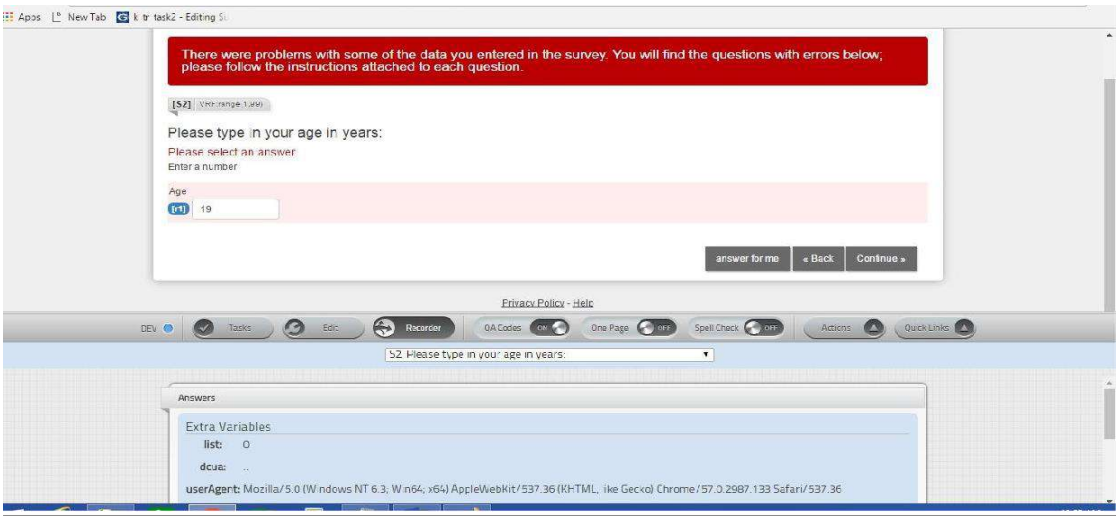 Apps New Tab k tr task2 - Editing
There were problems with some of the data you entered in the survey. You will find the questions with errors below;
please follow the instructions attached to each question.
[S2]
Please type in your age in years:
Please select an answer
Enter a number
Age
[r1] 19
answer for me « Back Continue »
Privacy Policy - Help
DEV Tasks Edit Recorder QA Codes ON One Page OFF Spell Check OFF Actions Quick Links
S2 Please type in your age in years:
Answers
Extra Variables
list: 0
dcua: ..
userAgent: Mozilla/5.0 (Windows NT 6.3; Win64; x64) AppleWebKit/537.36 (KHTML, like Gecko) Chrome/57.0.2987.133 Safari/537.36